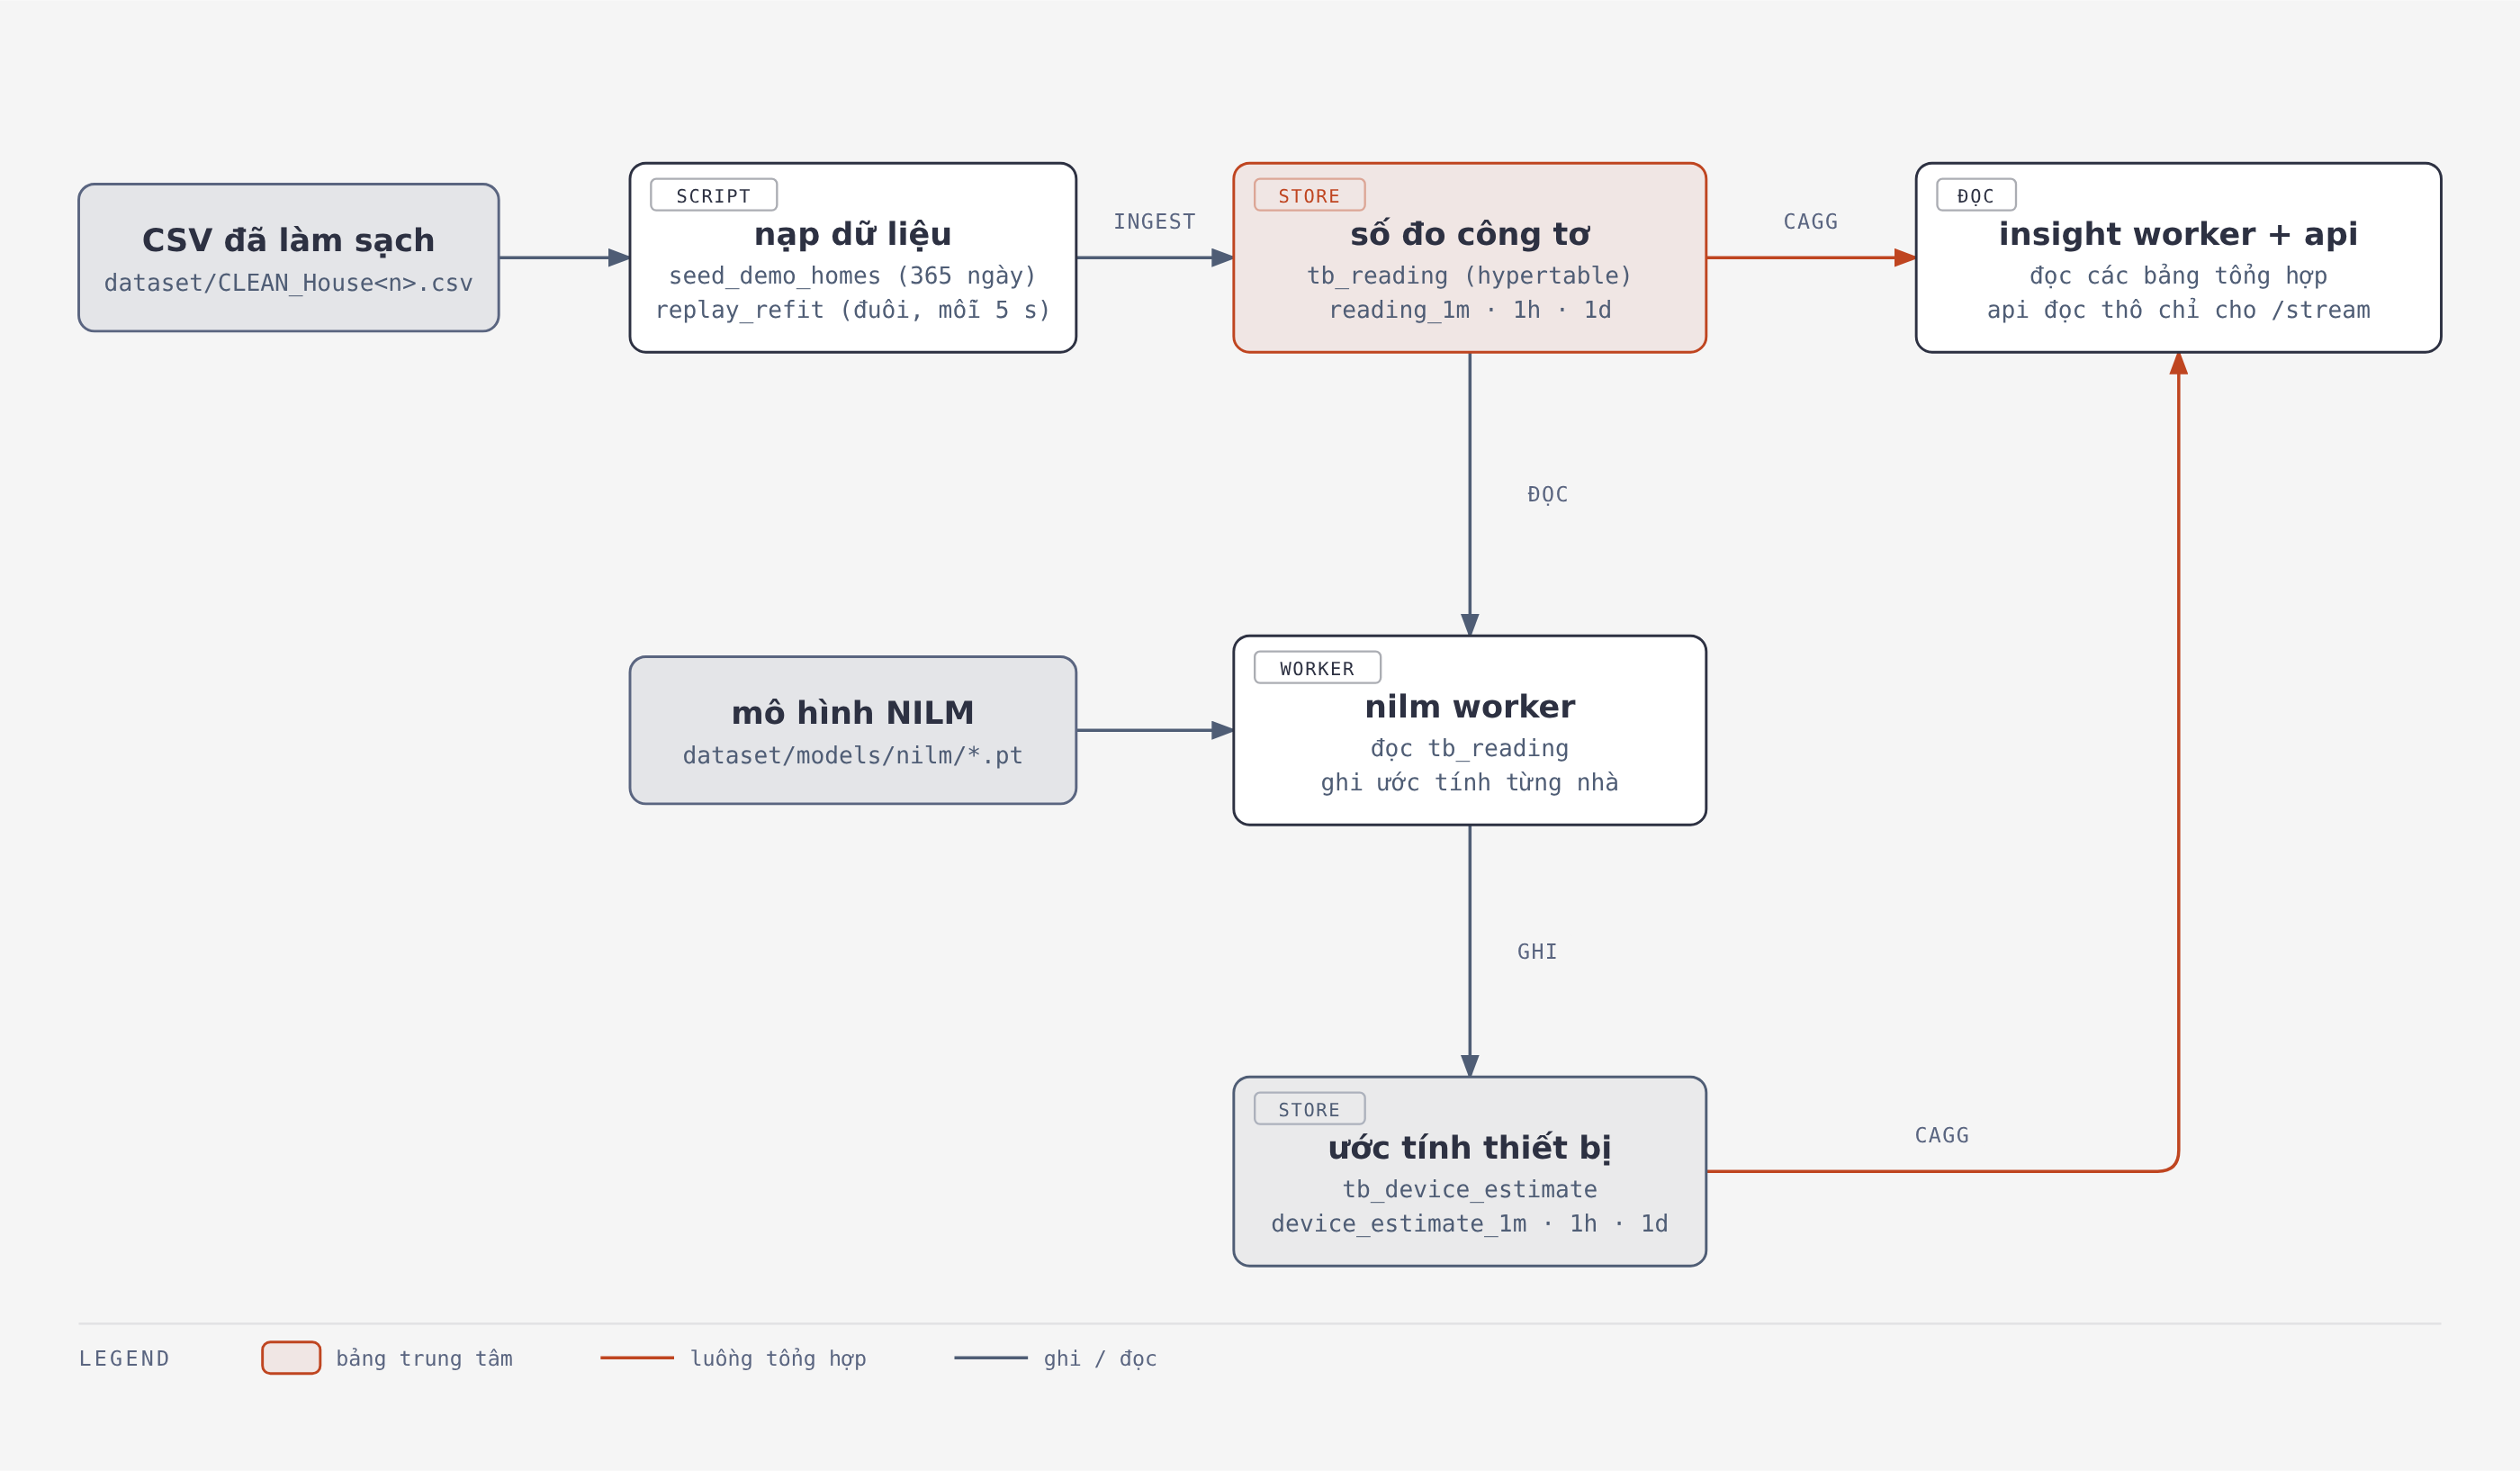 CSV đã làm sạch
dataset/CLEAN_House<n>.csv
SCRIPT
nạp dữ liệu
seed_demo_homes (365 ngày)
replay_refit (đuôi, mỗi 5 s)
INGEST
STORE
số đo công tơ
tb_reading (hypertable)
reading_1m · 1h · 1d
CAGG
ĐỌC
insight worker + api
đọc các bảng tổng hợp
api đọc thô chỉ cho /stream
ĐỌC
mô hình NILM
dataset/models/nilm/*.pt
WORKER
nilm worker
đọc tb_reading
ghi ước tính từng nhà
GHI
STORE
ước tính thiết bị
tb_device_estimate
device_estimate_1m · 1h · 1d
CAGG
LEGEND
bảng trung tâm
luồng tổng hợp
ghi / đọc